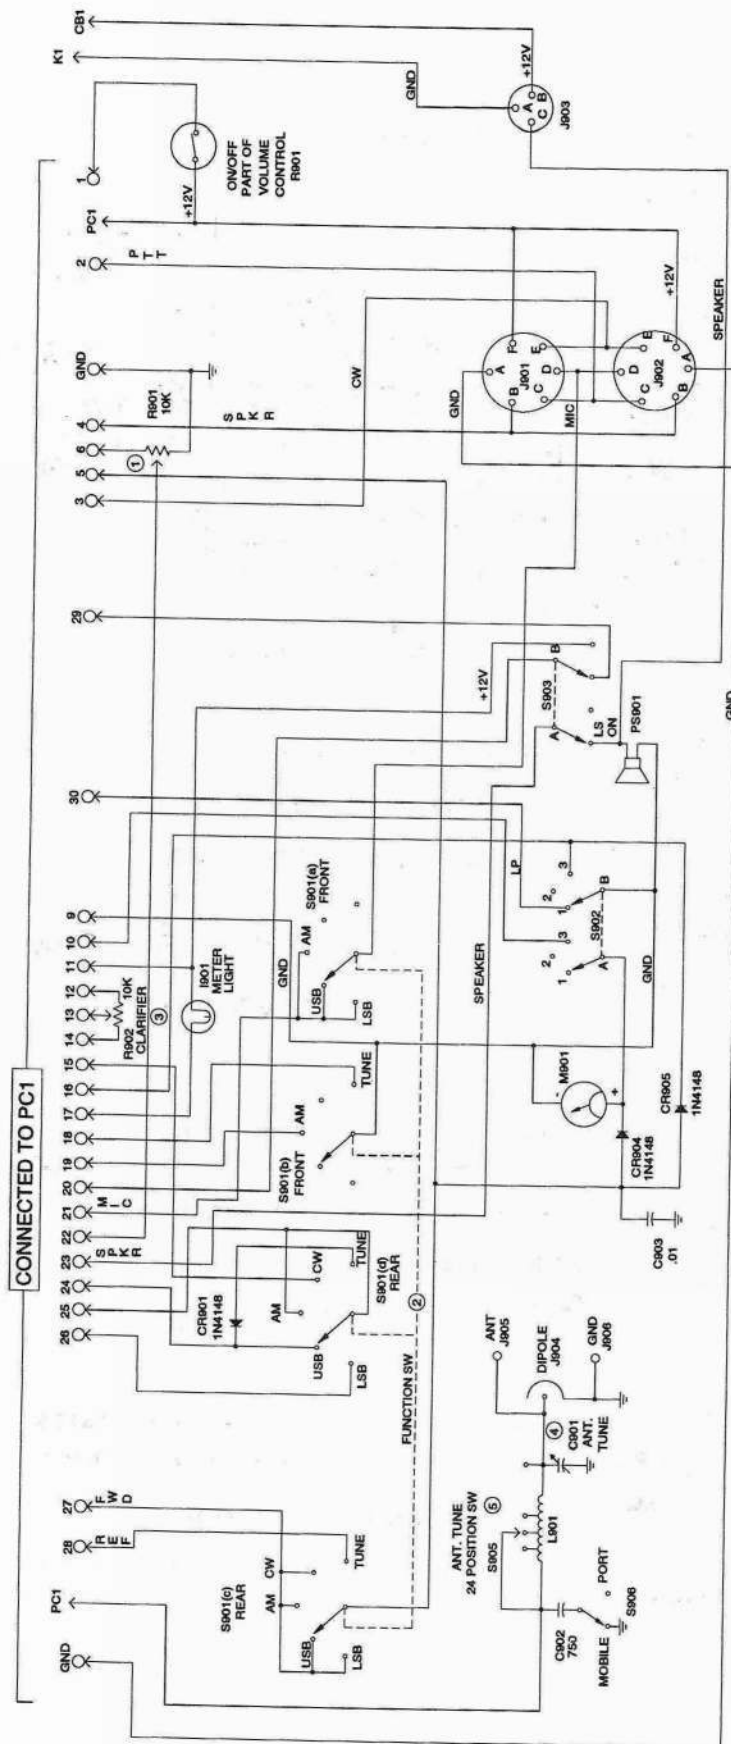 CONNECTED TO PC1
GND
PC1
28
R E F
27
F W D
26
25
24
23
S P K R
22
21
M I C
20
19
18
17
16
15
14
13
12
11
10
9
30
29
3
5
6
4
S P K R
GND
2
P T T
PC1
1
K1
CB1
R902
CLARIFIER
10K
3
I901
METER
LIGHT
1
R901
10K
+12V
ON/OFF
PART OF
VOLUME
CONTROL
R901
GND
+12V
A
B
C
J903
S901(c)
REAR
USB
AM
CW
TUNE
LSB
CR901
1N4148
AM
CW
TUNE
USB
LSB
S901(d)
REAR
S901(b)
FRONT
AM
TUNE
GND
S901(a)
FRONT
AM
USB
LSB
FUNCTION SW
2
SPEAKER
LP
+12V
CW
GND
MIC
A
B
C
D
E
F
J901
A
B
C
D
E
F
J902
+12V
SPEAKER
S903
A
B
LS
ON
PS901
S902
A
1
2
3
B
1
2
3
GND
M901
-
+
CR904
1N4148
CR905
1N4148
C903
.01
ANT. TUNE
24 POSITION SW
S905
5
L901
4
C901
ANT.
TUNE
ANT
J905
DIPOLE
J904
GND
J906
C902
750
MOBILE
PORT
S906
GND